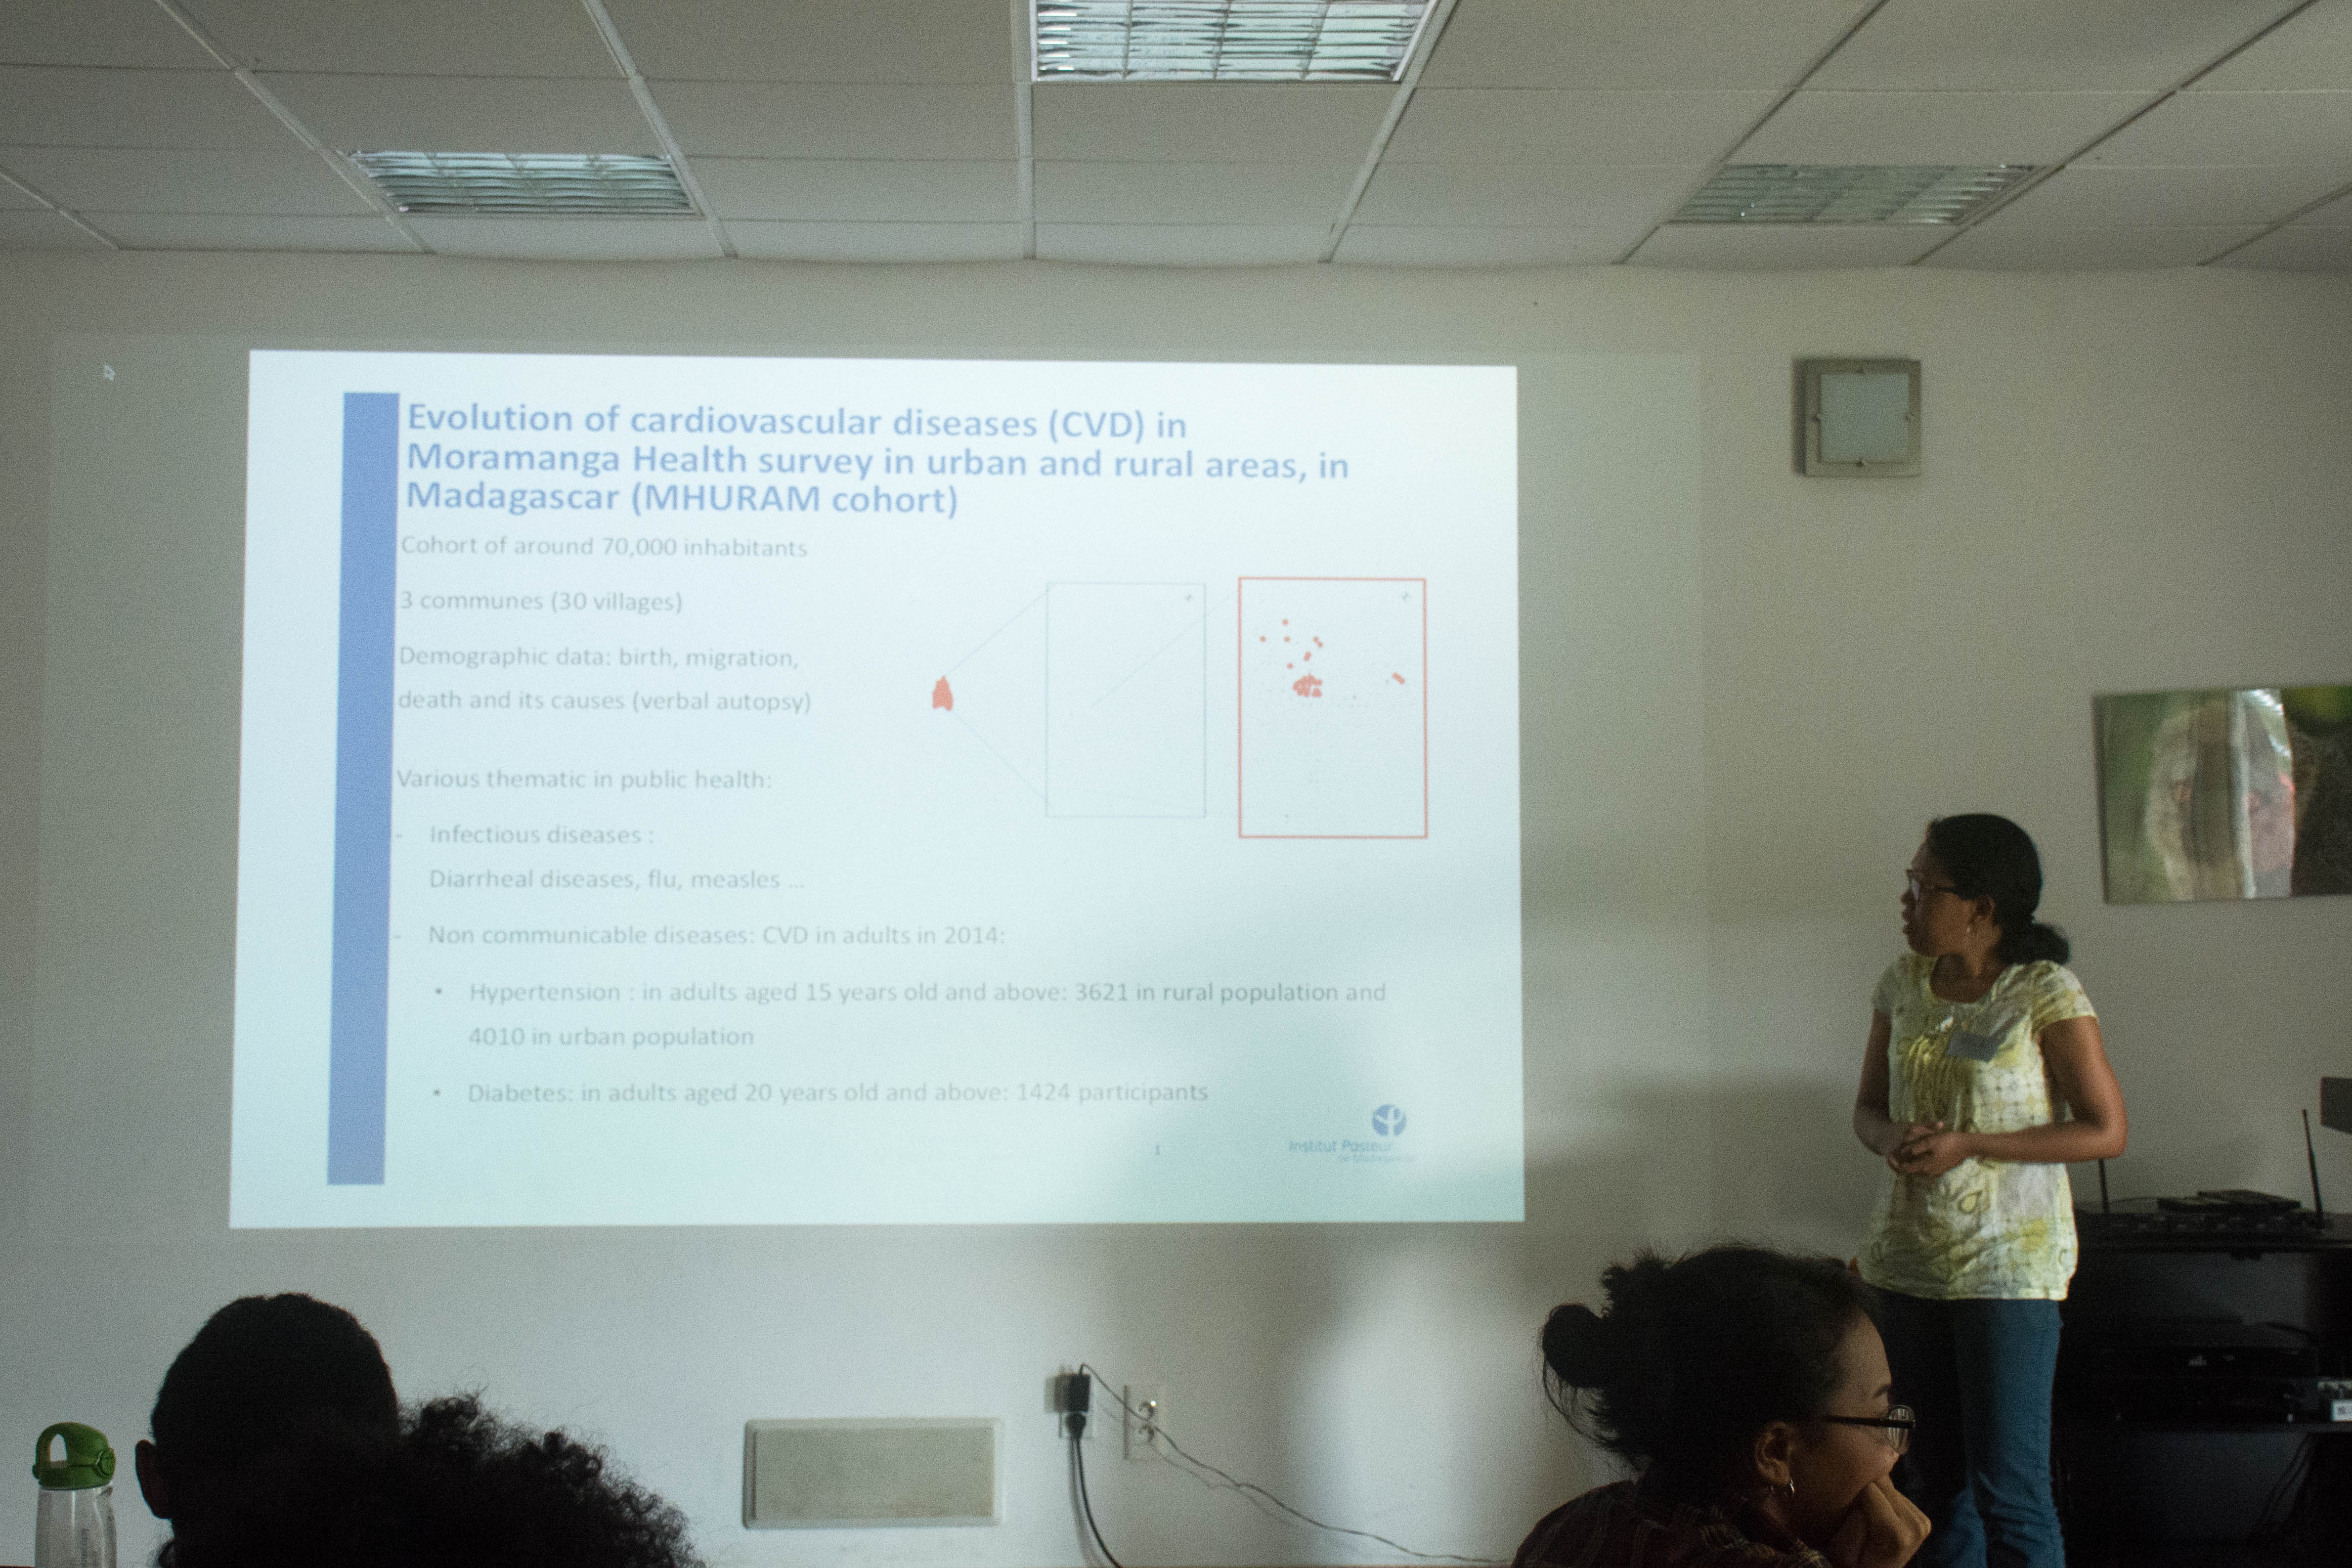 Evolution of cardiovascular diseases (CVD) in
Moramanga Health survey in urban and rural areas, in
Madagascar (MHURAM cohort)
Cohort of around 70,000 inhabitants
3 communes (30 villages)
Demographic data: birth, migration,
death and its causes (verbal autopsy)
Various thematic in public health:
- Infectious diseases :
Diarrheal diseases, flu, measles ...
- Non communicable diseases: CVD in adults in 2014:
• Hypertension : in adults aged 15 years old and above: 3621 in rural population and
4010 in urban population
• Diabetes: in adults aged 20 years old and above: 1424 participants
1
Institut Pasteur
de Madagascar